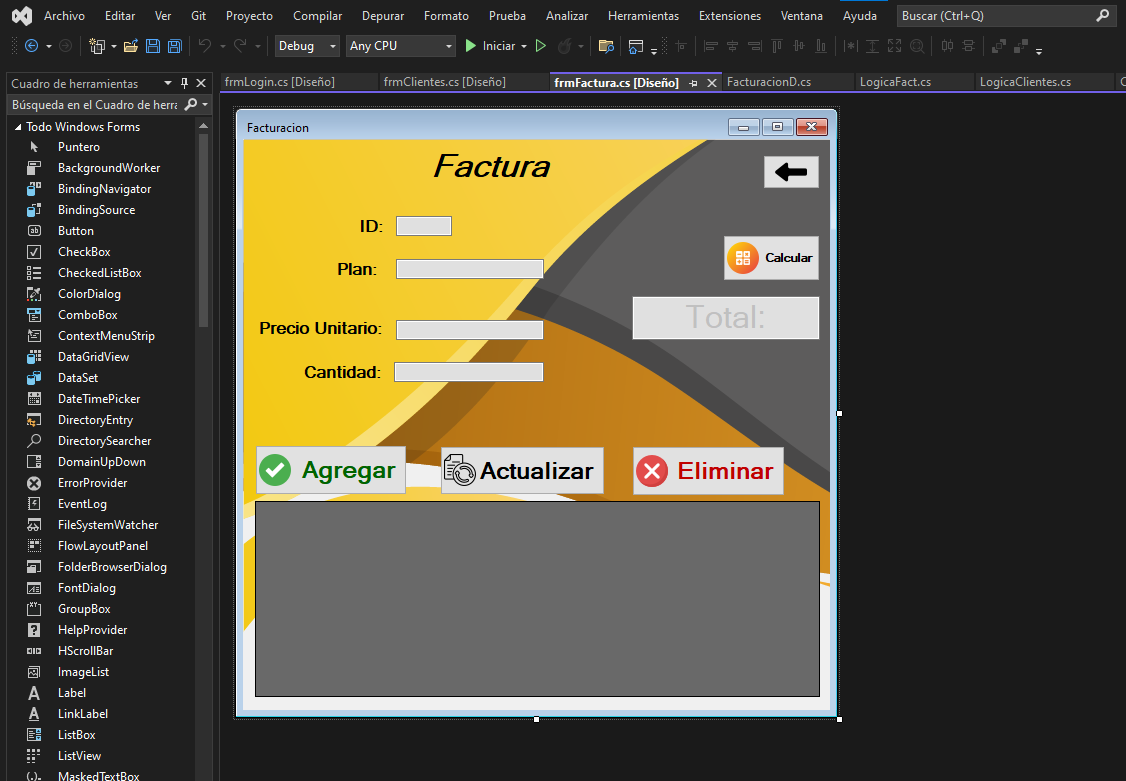 Archivo Editar Ver Git Proyecto Compilar Depurar Formato Prueba Analizar Herramientas Extensiones Ventana Ayuda Buscar (Ctrl+Q)
Debug Any CPU Iniciar
Cuadro de herramientas
frmLogin.cs [Diseño] frmClientes.cs [Diseño] frmFactura.cs [Diseño] FacturacionD.cs LogicaFact.cs LogicaClientes.cs
Búsqueda en el Cuadro de herra
Todo Windows Forms
Puntero
BackgroundWorker
BindingNavigator
BindingSource
Button
CheckBox
CheckedListBox
ColorDialog
ComboBox
ContextMenuStrip
DataGridView
DataSet
DateTimePicker
DirectoryEntry
DirectorySearcher
DomainUpDown
ErrorProvider
EventLog
FileSystemWatcher
FlowLayoutPanel
FolderBrowserDialog
FontDialog
GroupBox
HelpProvider
HScrollBar
ImageList
Label
LinkLabel
ListBox
ListView
MaskedTextBox
Facturacion
Factura
ID:
Plan:
Calcular
Precio Unitario:
Total:
Cantidad:
Agregar Actualizar Eliminar